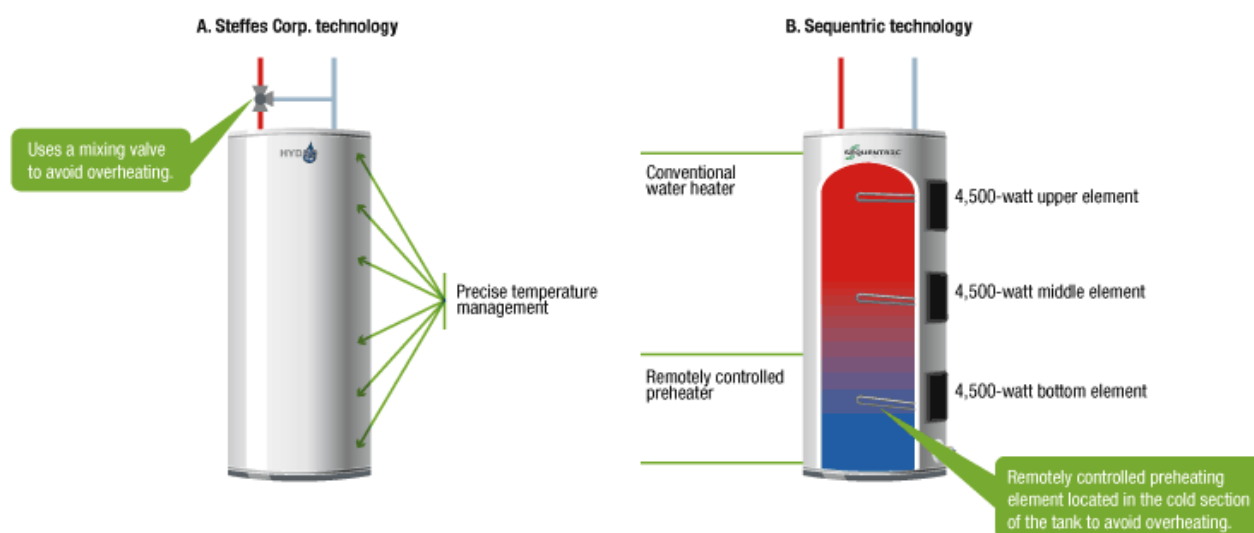 A. Steffes Corp. technology
Uses a mixing valve
to avoid overheating.
HYD
Precise temperature
management
B. Sequentric technology
SEQUENTRIC
Conventional
water heater
4,500-watt upper element
4,500-watt middle element
Remotely controlled
preheater
4,500-watt bottom element
Remotely controlled preheating
element located in the cold section
of the tank to avoid overheating.